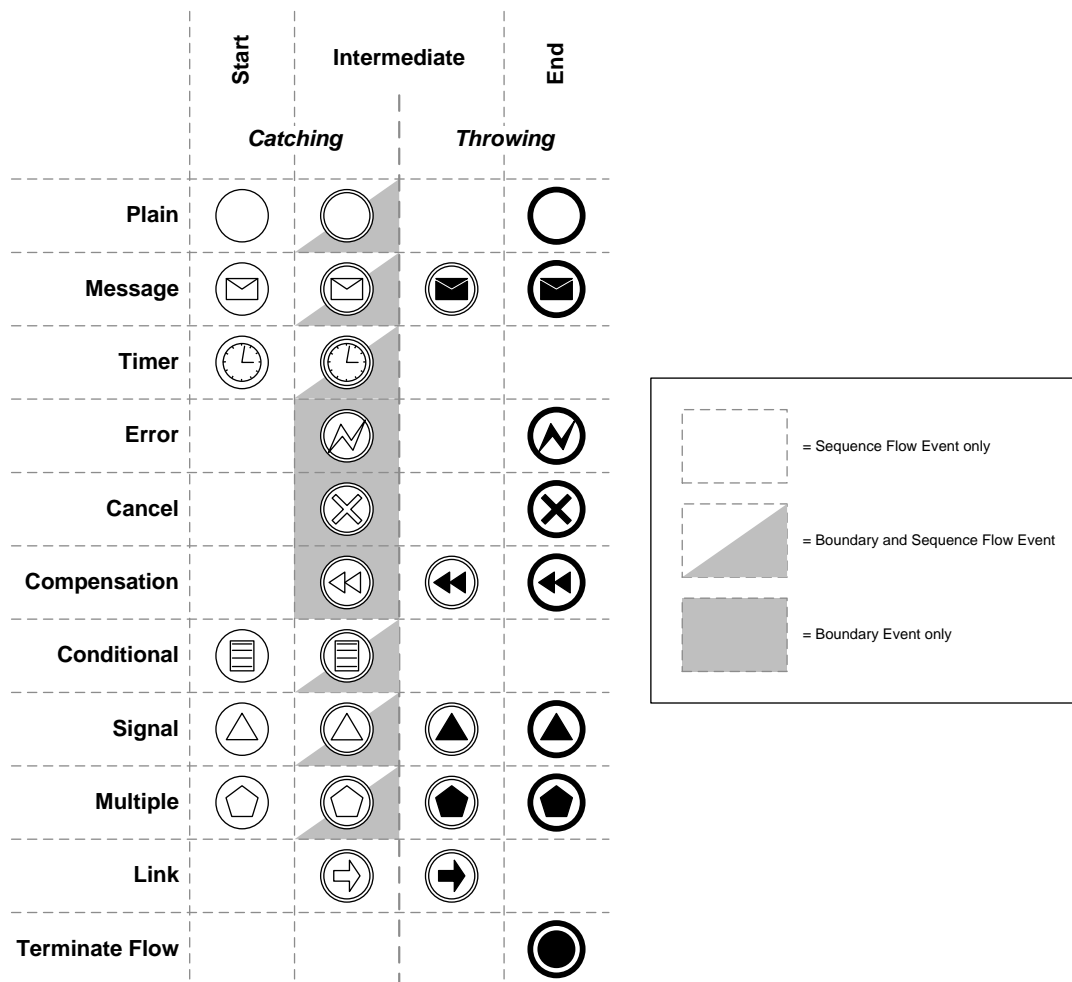 Start
Intermediate
End
Catching
Throwing
Plain
Message
Timer
Error
Cancel
Compensation
Conditional
Signal
Multiple
Link
Terminate Flow
= Sequence Flow Event only
= Boundary and Sequence Flow Event
= Boundary Event only